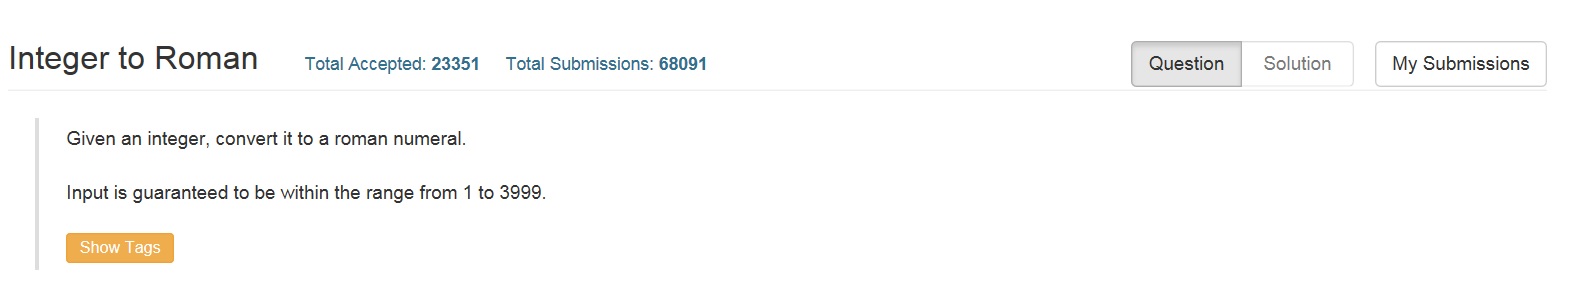 Integer to Roman Total Accepted: 23351 Total Submissions: 68091 Question Solution My Submissions
Given an integer, convert it to a roman numeral.
Input is guaranteed to be within the range from 1 to 3999.
Show Tags